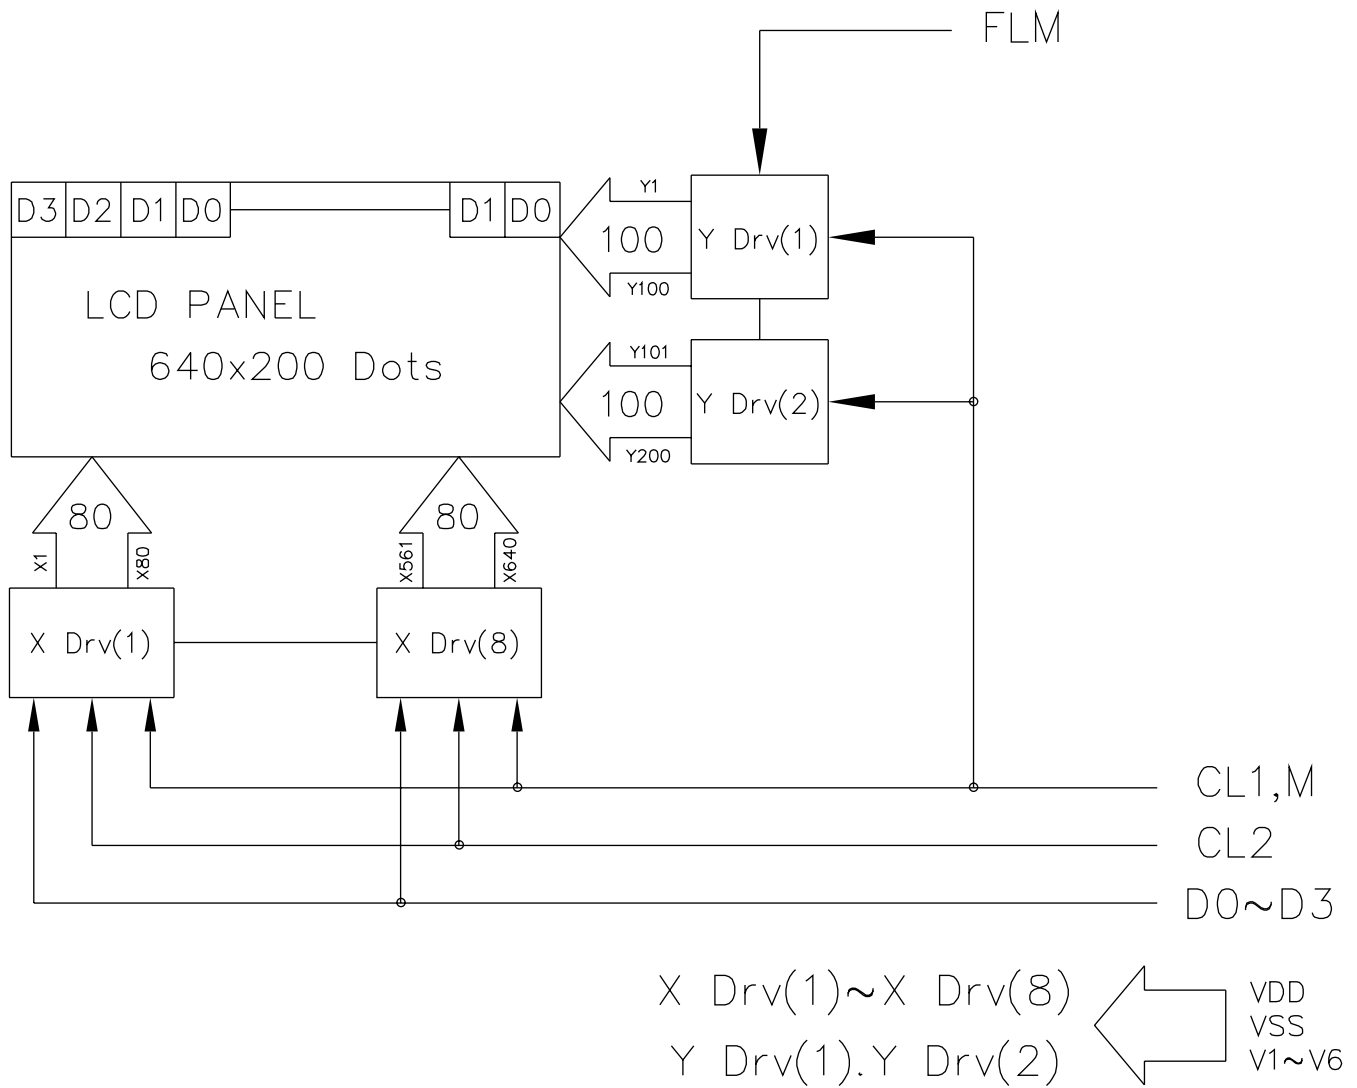 FLM
D3 D2 D1 D0 D1 D0
Y1
100
Y100
Y Drv(1)
LCD PANEL
640x200 Dots
Y101
100
Y200
Y Drv(2)
80
X1
X80
80
X561
X640
X Drv(1)
X Drv(8)
CL1,M
CL2
D0~D3
X Drv(1)~X Drv(8)
Y Drv(1).Y Drv(2)
VDD
VSS
V1~V6